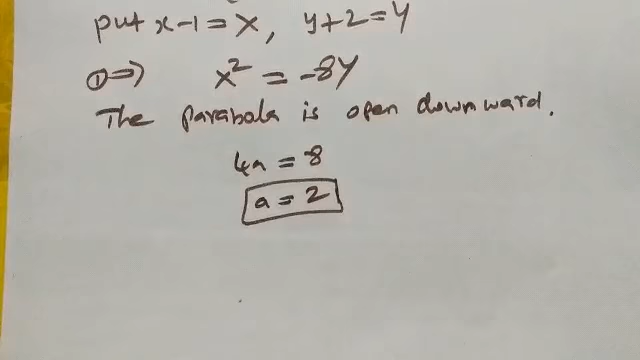 put x-1=X, y+2=Y
①⇒) X² = -8Y
The parabola is open downward.
4a = 8
a = 2